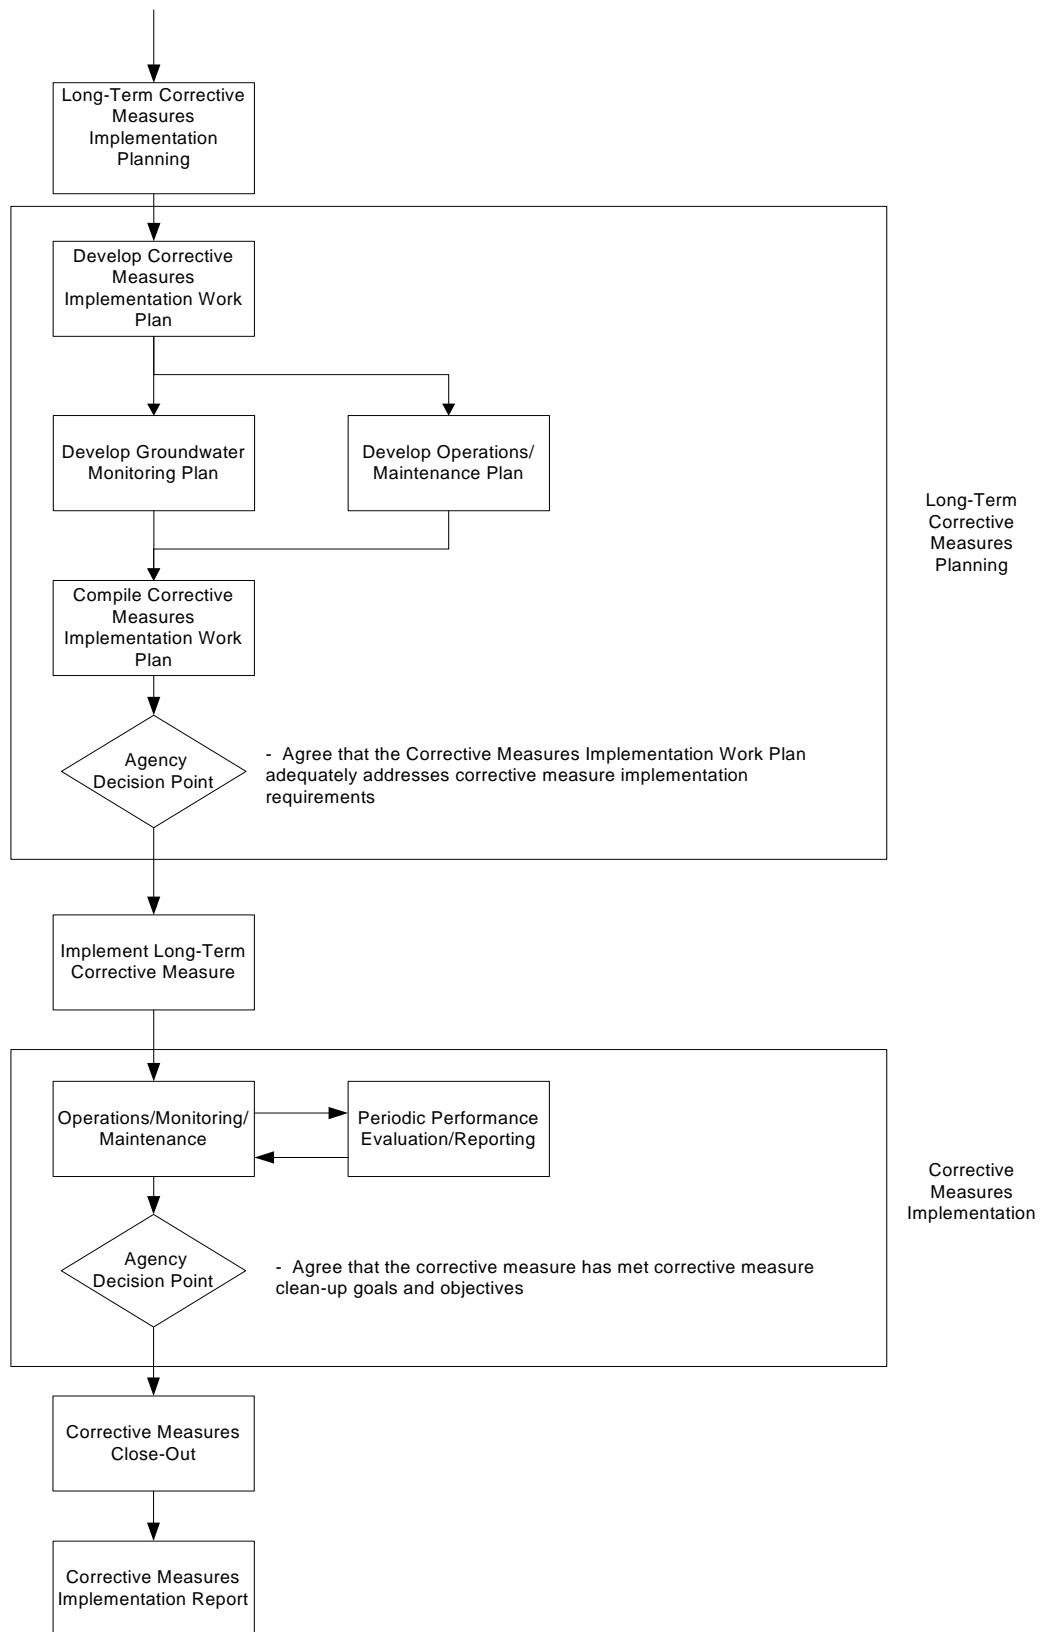 Long-Term Corrective
Measures
Implementation
Planning
Develop Corrective
Measures
Implementation Work
Plan
Develop Groundwater
Monitoring Plan
Develop Operations/
Maintenance Plan
Long-Term
Corrective
Measures
Planning
Compile Corrective
Measures
Implementation Work
Plan
Agency
Decision Point
- Agree that the Corrective Measures Implementation Work Plan
adequately addresses corrective measure implementation
requirements
Implement Long-Term
Corrective Measure
Operations/Monitoring/
Maintenance
Periodic Performance
Evaluation/Reporting
Corrective
Measures
Implementation
Agency
Decision Point
- Agree that the corrective measure has met corrective measure
clean-up goals and objectives
Corrective Measures
Close-Out
Corrective Measures
Implementation Report